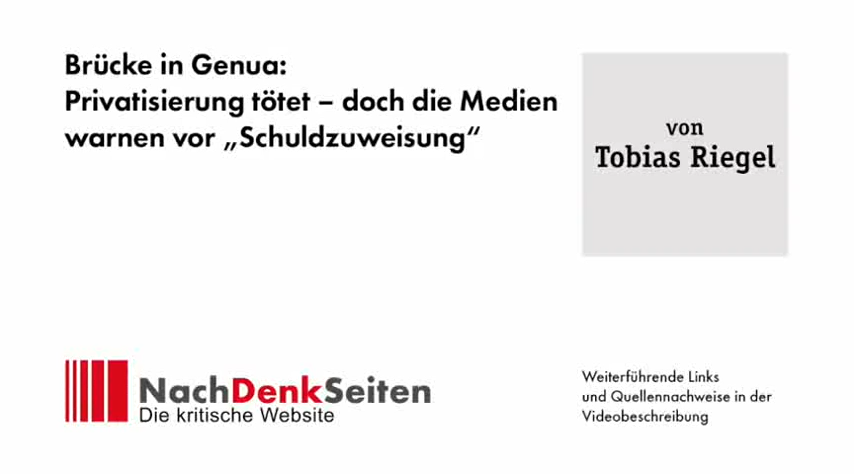 Brücke in Genua:
Privatisierung tötet – doch die Medien
warnen vor „Schuldzuweisung“
von
Tobias Riegel
NachDenkSeiten
Die kritische Website
Weiterführende Links
und Quellennachweise in der
Videobeschreibung